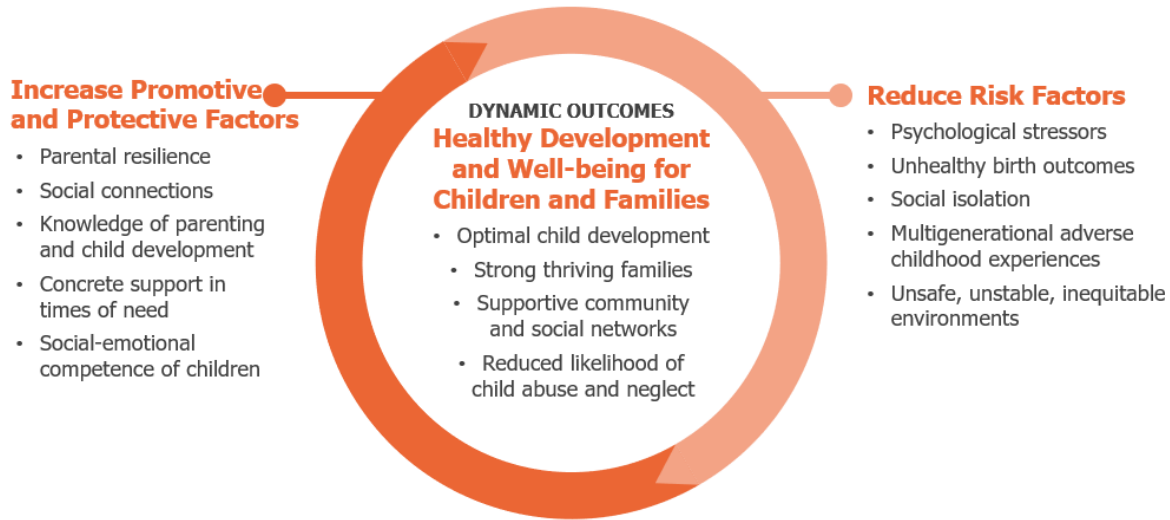 Increase Promotive
and Protective Factors
• Parental resilience
• Social connections
• Knowledge of parenting
and child development
• Concrete support in
times of need
• Social-emotional
competence of children
DYNAMIC OUTCOMES
Healthy Development
and Well-being for
Children and Families
• Optimal child development
• Strong thriving families
• Supportive community
and social networks
• Reduced likelihood of
child abuse and neglect
Reduce Risk Factors
• Psychological stressors
• Unhealthy birth outcomes
• Social isolation
• Multigenerational adverse
childhood experiences
• Unsafe, unstable, inequitable
environments